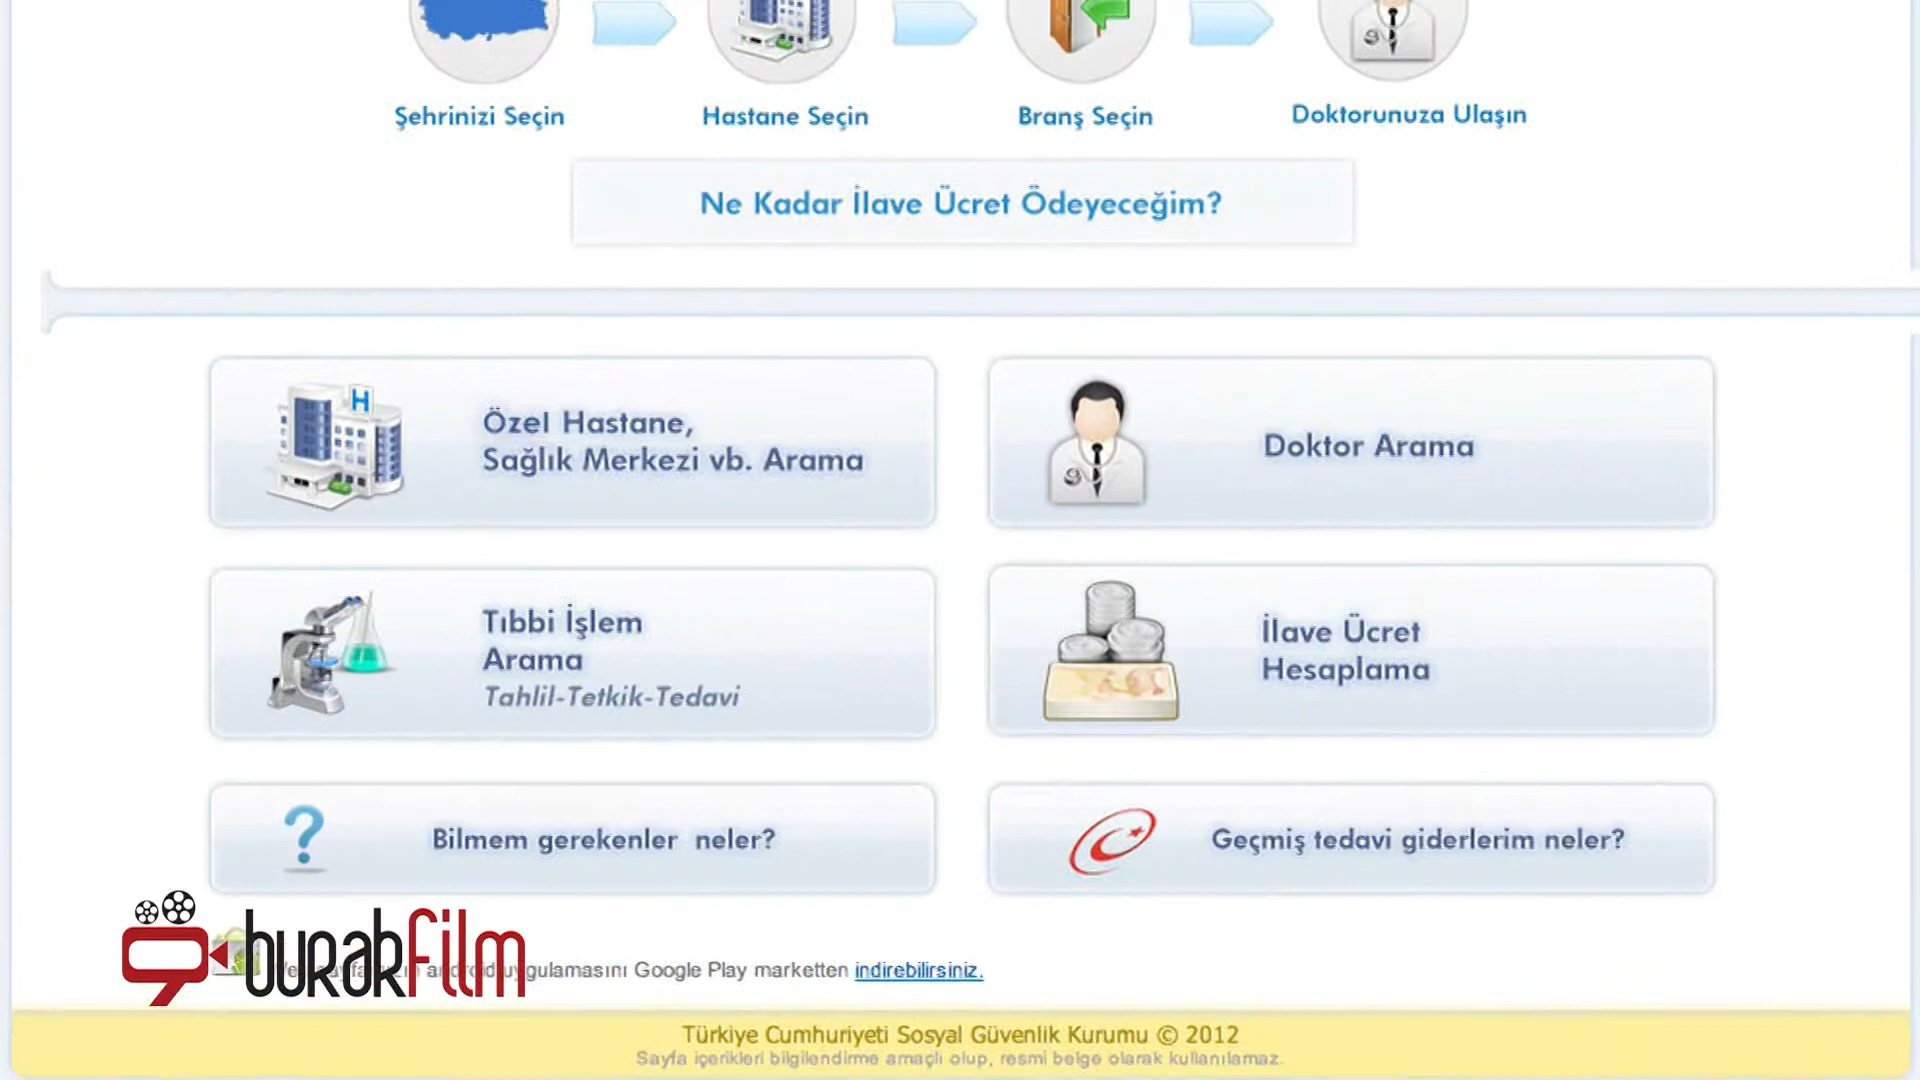 Şehrinizi Seçin
Hastane Seçin
Branş Seçin
Doktorunuza Ulaşın
Ne Kadar İlave Ücret Ödeyeceğim?
H
Özel Hastane,
Sağlık Merkezi vb. Arama
Doktor Arama
Tıbbi İşlem
Arama
Tahlil-Tetkik-Tedavi
İlave Ücret
Hesaplama
Bilmem gerekenler neler?
Geçmiş tedavi giderlerim neler?
burakfilm
android uygulamasını Google Play marketten indirebilirsiniz.
Türkiye Cumhuriyeti Sosyal Güvenlik Kurumu © 2012
Sayfa içerikleri bilgilendirme amaçlı olup, resmi belge olarak kullanılamaz.